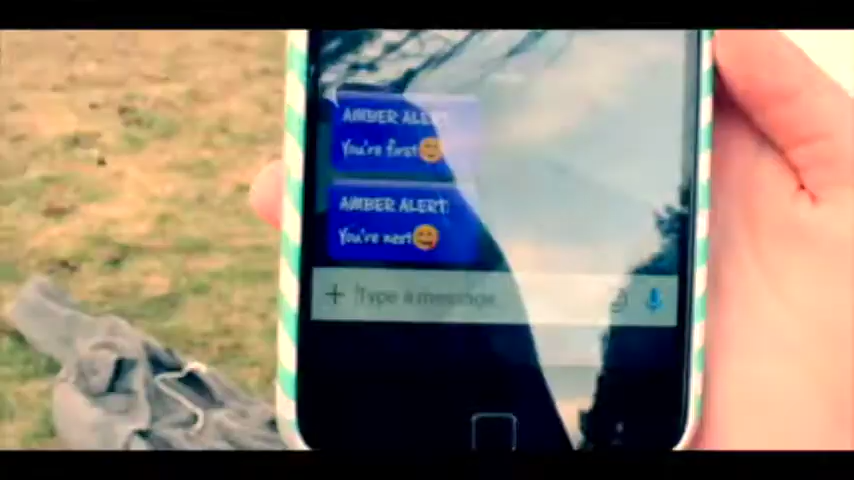 AMBER ALERT:
You're first😄
AMBER ALERT:
You're next😄
Type a message